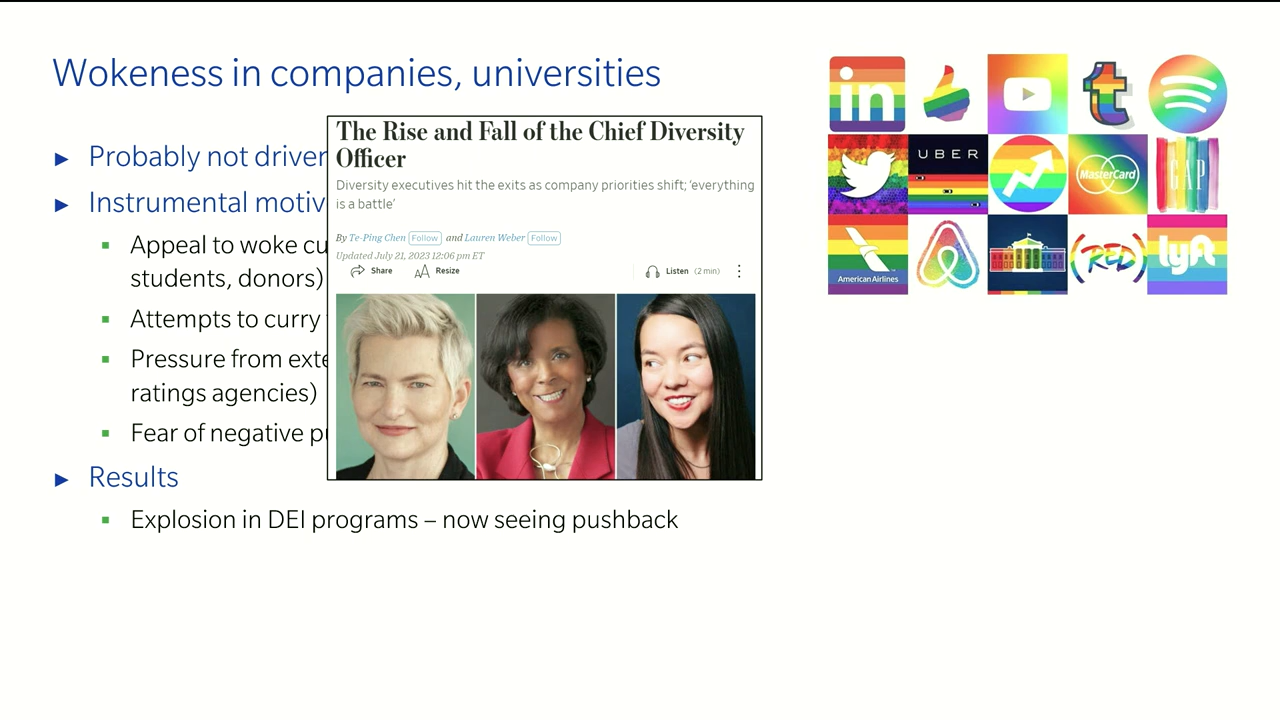 Wokeness in companies, universities
► Probably not driven
► Instrumental motiv
▪ Appeal to woke cu
students, donors)
▪ Attempts to curry
▪ Pressure from exte
ratings agencies)
▪ Fear of negative pu
► Results
▪ Explosion in DEI programs – now seeing pushback
The Rise and Fall of the Chief Diversity
Officer
Diversity executives hit the exits as company priorities shift; ‘everything
is a battle’
By Te-Ping Chen Follow and Lauren Weber Follow
Updated July 21, 2023 12:06 pm ET
Share AA Resize Listen (2 min)
in t
UBER MasterCard GAP
American Airlines (RED) lyft